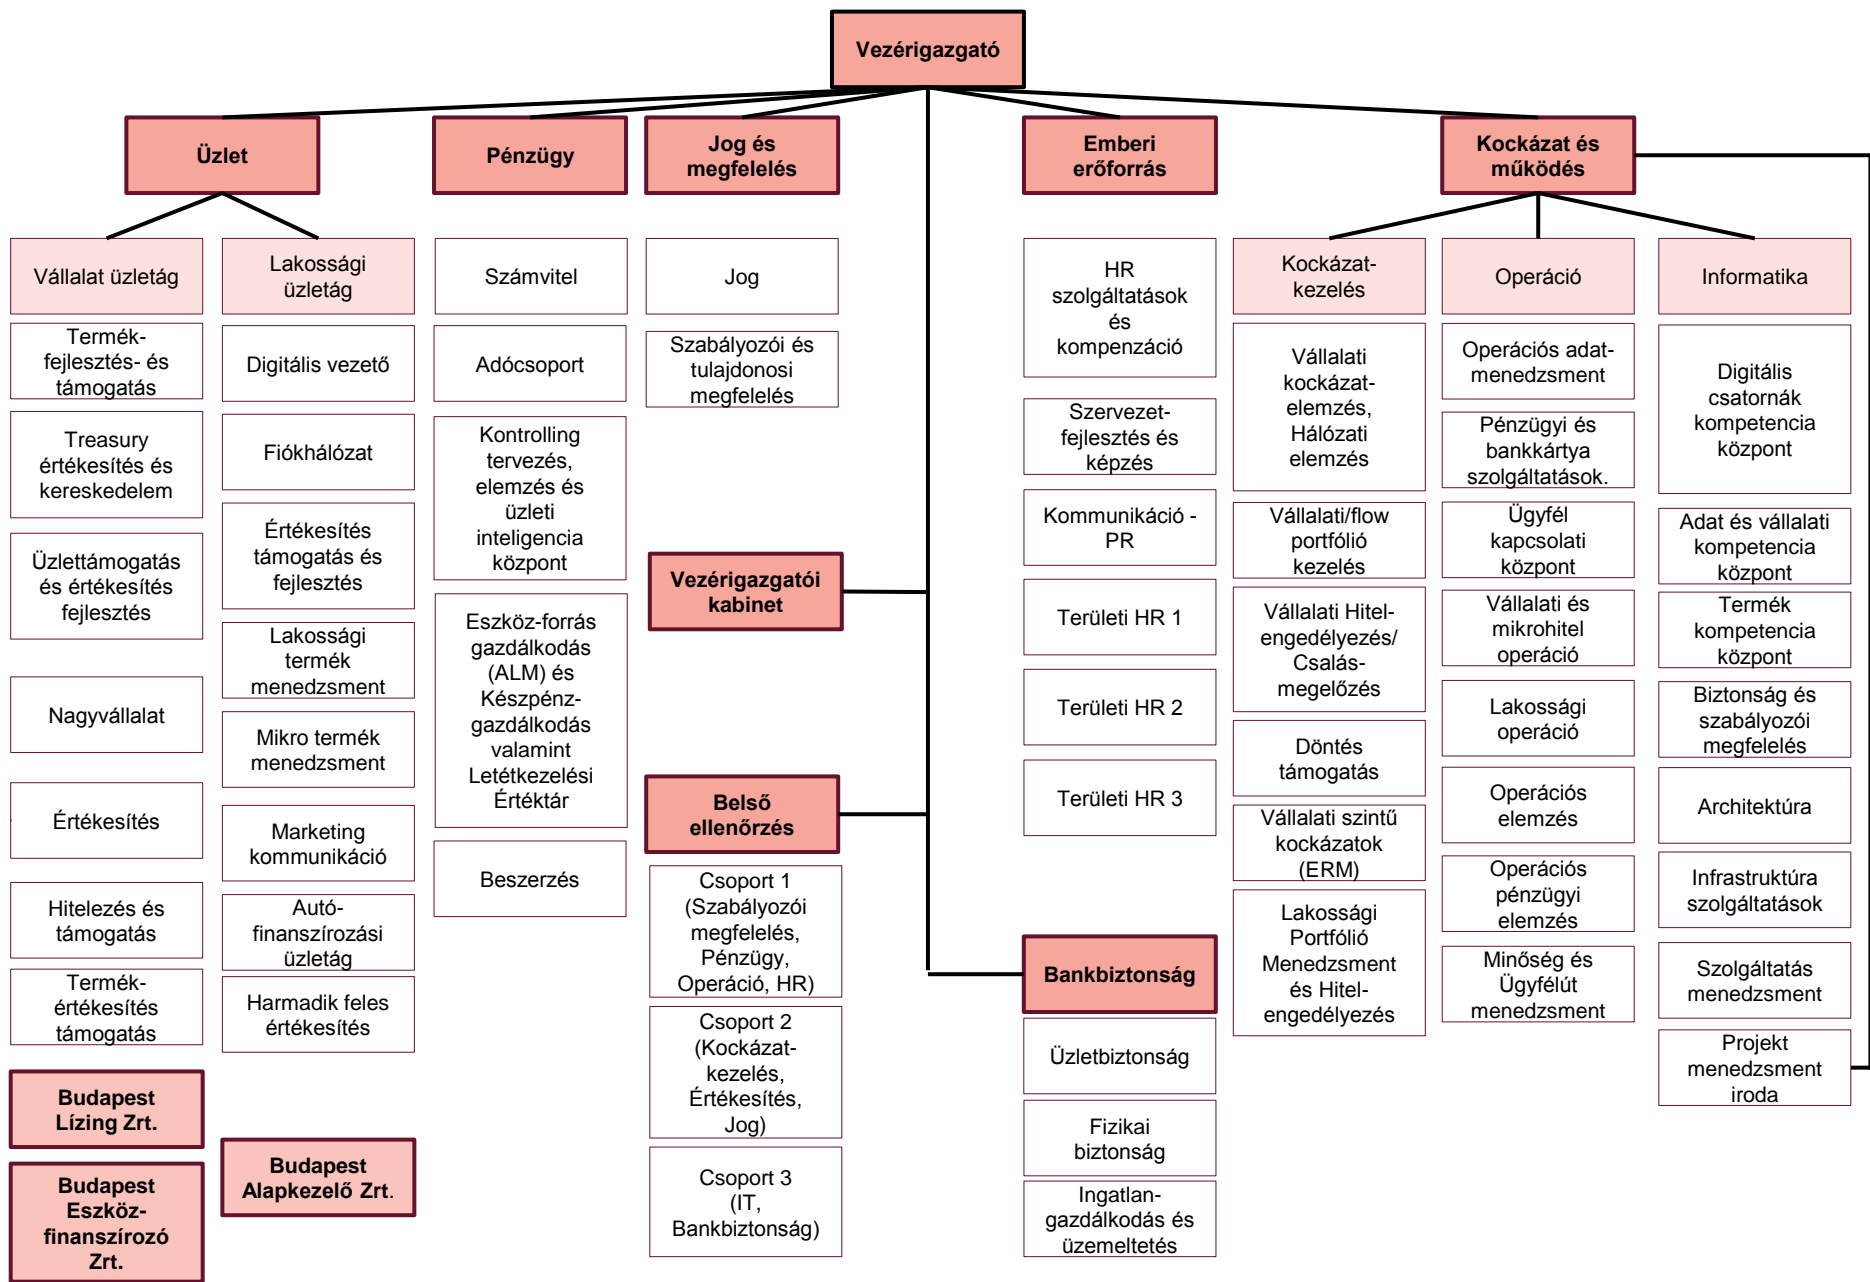 Vezérigazgató
Üzlet
Pénzügy
Jog és
megfelelés
Emberi
erőforrás
Kockázat és
működés
Vállalat üzletág
Termék-
fejlesztés- és
támogatás
Treasury
értékesítés és
kereskedelem
Üzlettámogatás
és értékesítés
fejlesztés
Nagyvállalat
Értékesítés
Hitelezés és
támogatás
Termék-
értékesítés
támogatás
Budapest
Lízing Zrt.
Budapest
Eszköz-
finanszírozó
Zrt.
Lakossági
üzletág
Digitális vezető
Fiókhálózat
Értékesítés
támogatás és
fejlesztés
Lakossági
termék
menedzsment
Mikro termék
menedzsment
Marketing
kommunikáció
Autó-
finanszírozási
üzletág
Harmadik feles
értékesítés
Budapest
Alapkezelő Zrt.
Számvitel
Adócsoport
Kontrolling
tervezés,
elemzés és
üzleti
inteligencia
központ
Eszköz-forrás
gazdálkodás
(ALM) és
Készpénz-
gazdálkodás
valamint
Letétkezelési
Értéktár
Beszerzés
Jog
Szabályozói és
tulajdonosi
megfelelés
Vezérigazgatói
kabinet
Belső
ellenőrzés
Csoport 1
(Szabályozói
megfelelés,
Pénzügy,
Operáció, HR)
Csoport 2
(Kockázat-
kezelés,
Értékesítés,
Jog)
Csoport 3
(IT,
Bankbiztonság)
HR
szolgáltatások
és
kompenzáció
Szervezet-
fejlesztés és
képzés
Kommunikáció -
PR
Területi HR 1
Területi HR 2
Területi HR 3
Bankbiztonság
Üzletbiztonság
Fizikai
biztonság
Ingatlan-
gazdálkodás és
üzemeltetés
Kockázat-
kezelés
Vállalati
kockázat-
elemzés,
Hálózati
elemzés
Vállalati/flow
portfólió
kezelés
Vállalati Hitel-
engedélyezés/
Csalás-
megelőzés
Döntés
támogatás
Vállalati szintű
kockázatok
(ERM)
Lakossági
Portfólió
Menedzsment
és Hitel-
engedélyezés
Operáció
Operációs adat-
menedzsment
Pénzügyi és
bankkártya
szolgáltatások.
Ügyfél
kapcsolati
központ
Vállalati és
mikrohitel
operáció
Lakossági
operáció
Operációs
elemzés
Operációs
pénzügyi
elemzés
Minőség és
Ügyfélút
menedzsment
Informatika
Digitális
csatornák
kompetencia
központ
Adat és vállalati
kompetencia
központ
Termék
kompetencia
központ
Biztonság és
szabályozói
megfelelés
Architektúra
Infrastruktúra
szolgáltatások
Szolgáltatás
menedzsment
Projekt
menedzsment
iroda